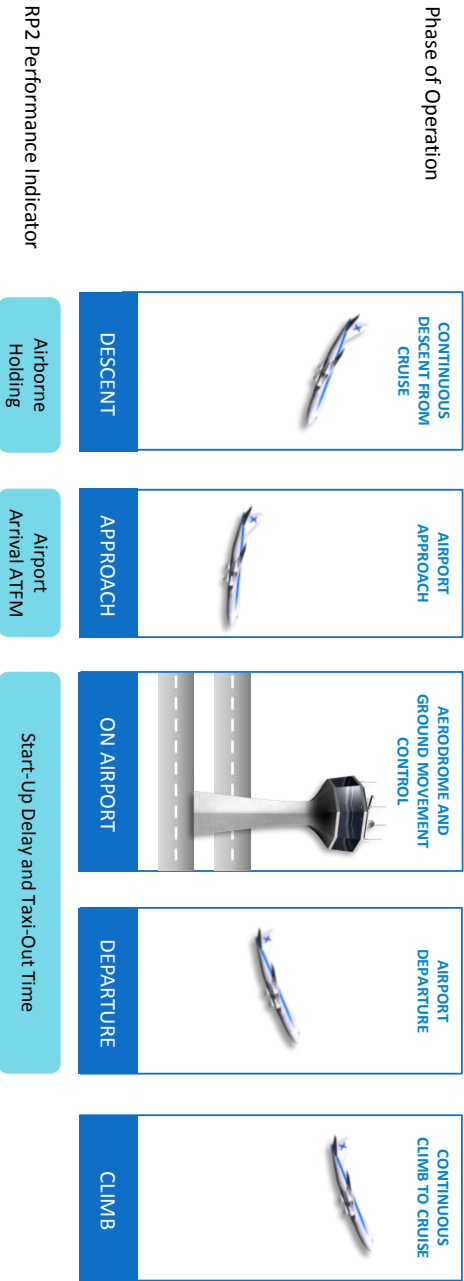 Phase of Operation
CONTINUOUS
DESCENT FROM
CRUISE
DESCENT
AIRPORT
APPROACH
APPROACH
AERODROME AND
GROUND MOVEMENT
CONTROL
ON AIRPORT
AIRPORT
DEPARTURE
DEPARTURE
CONTINUOUS
CLIMB TO CRUISE
CLIMB
RP2 Performance Indicator
Airborne
Holding
Airport
Arrival ATFM
Start-Up Delay and Taxi-Out Time